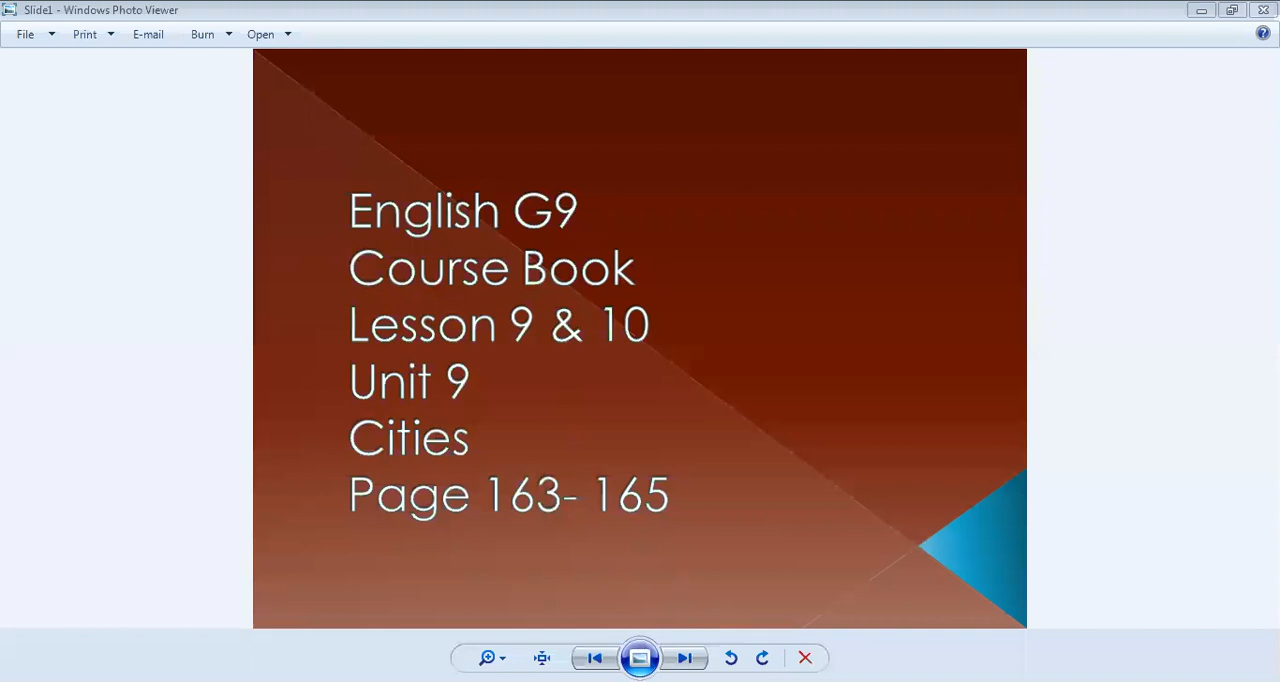 Slide1 - Windows Photo Viewer
File Print E-mail Burn Open
English G9
Course Book
Lesson 9 & 10
Unit 9
Cities
Page 163- 165